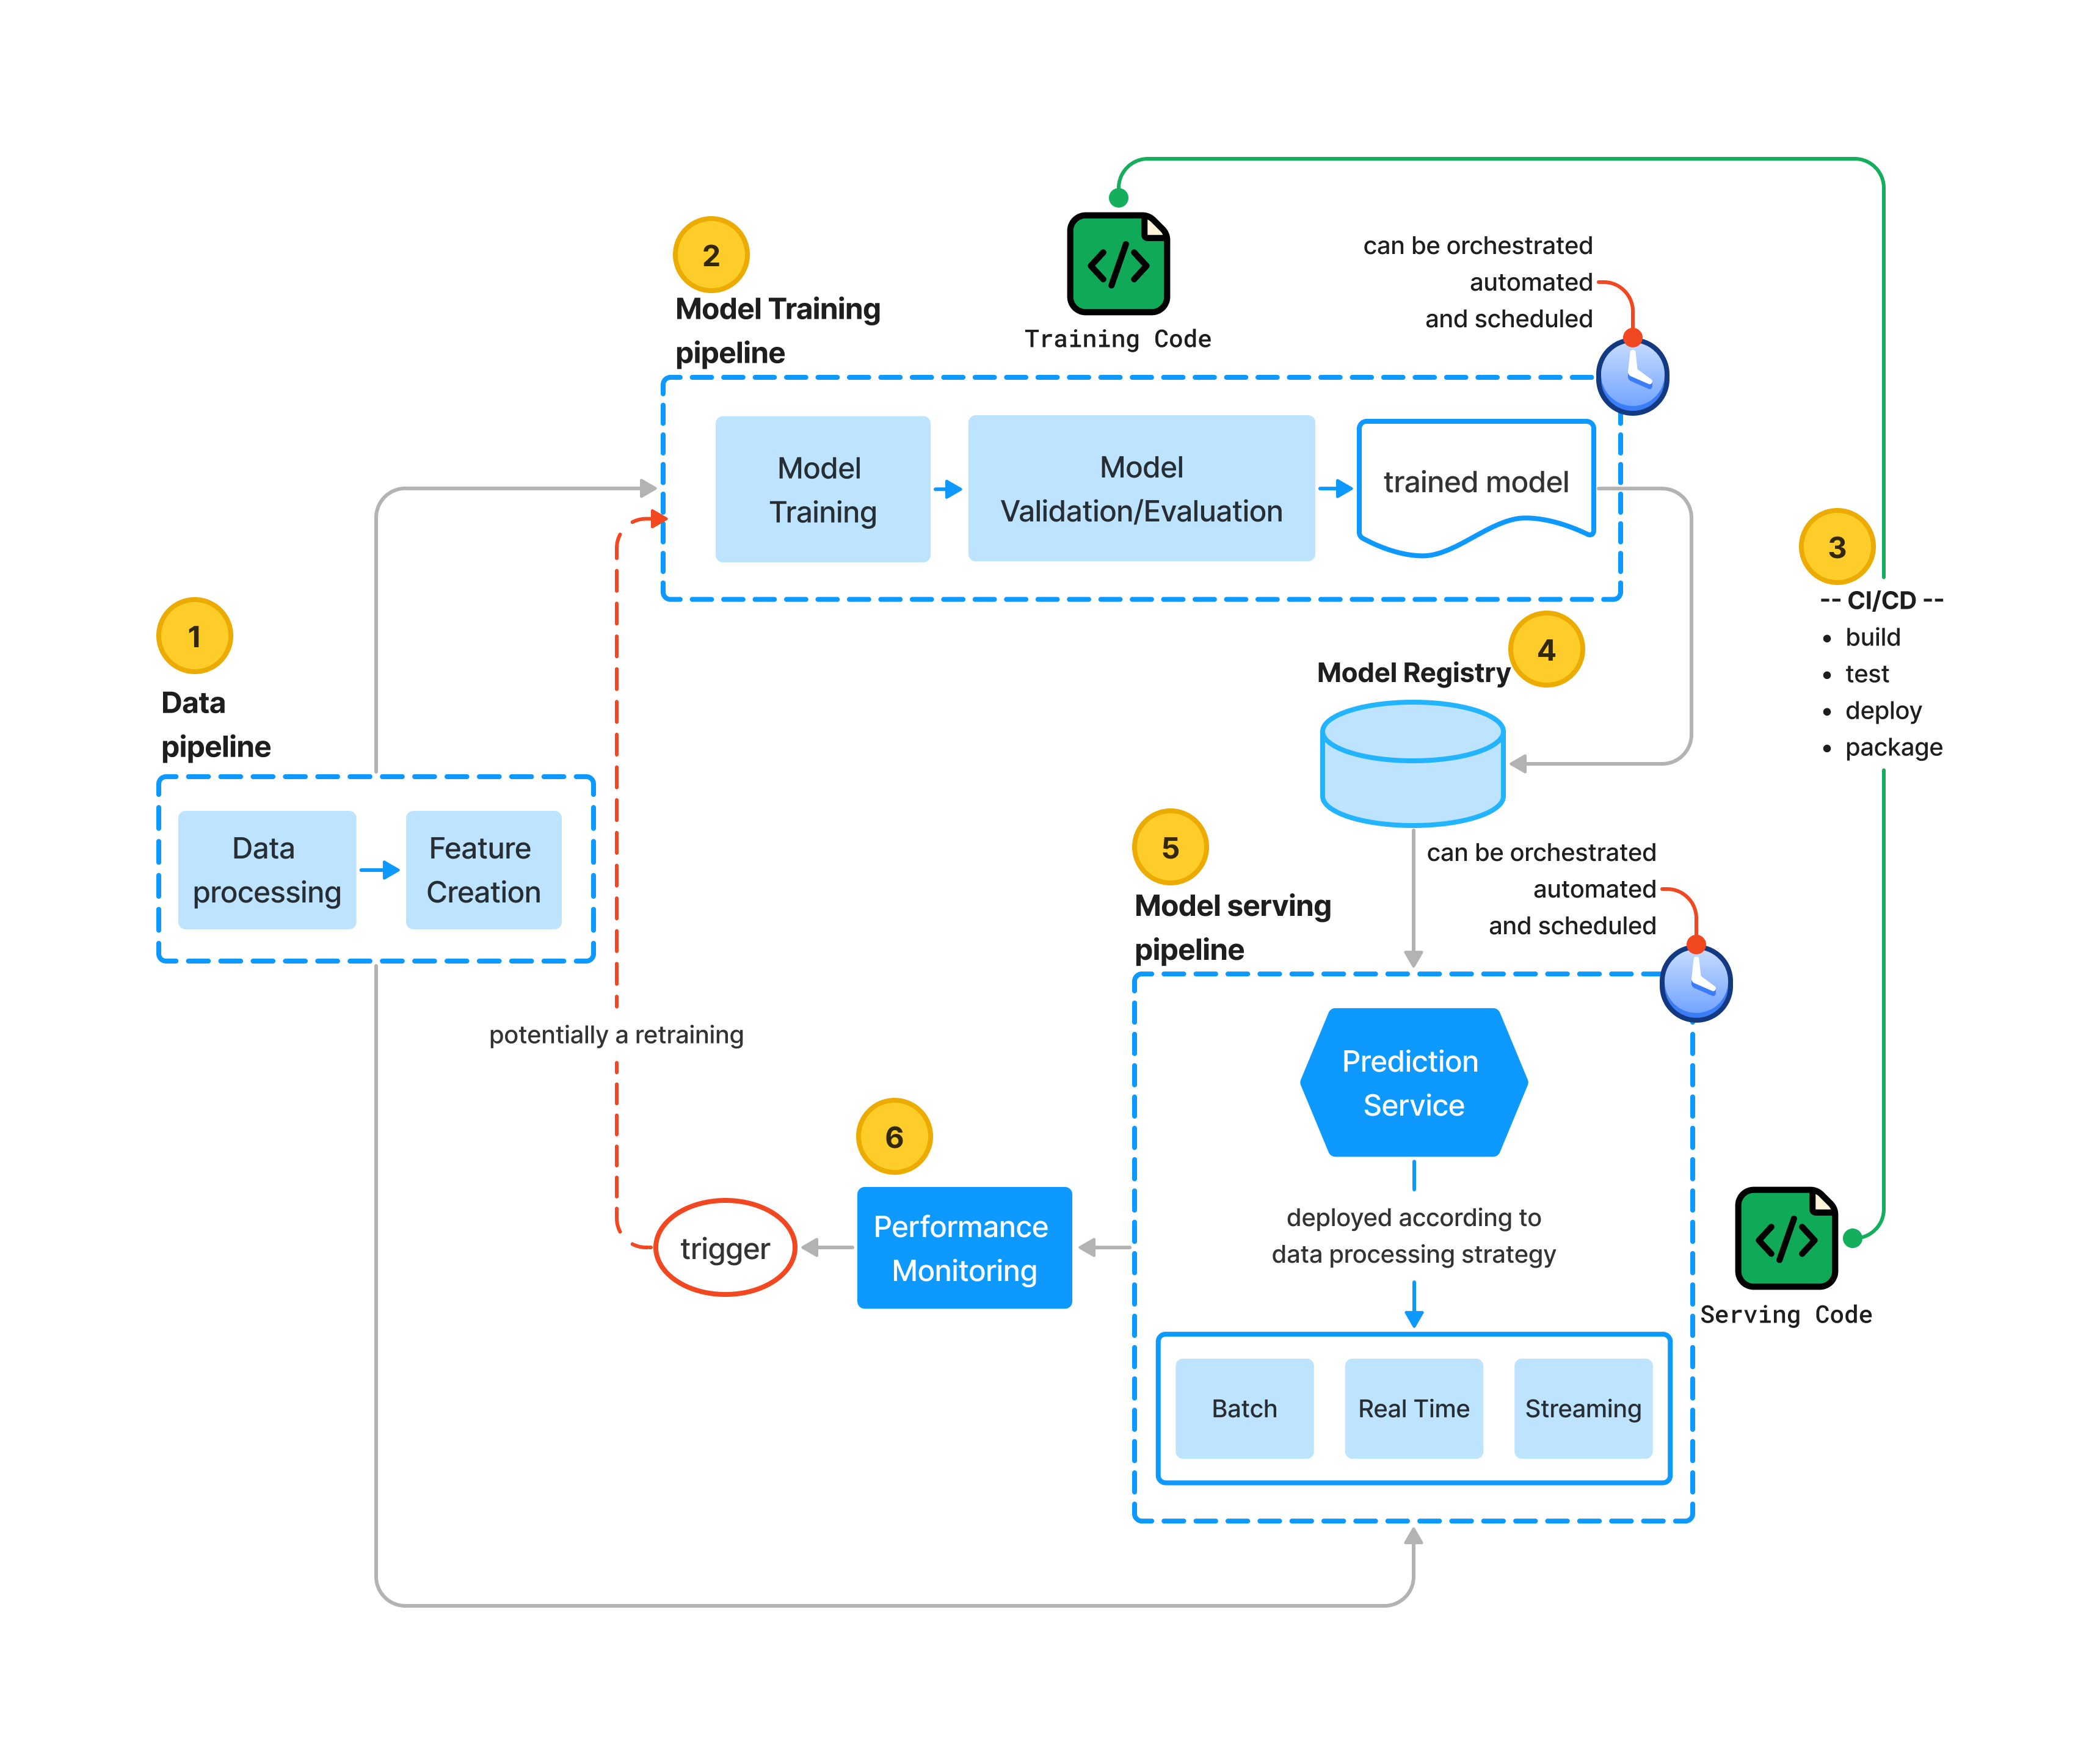 2
Model Training
pipeline
Training Code
can be orchestrated
automated
and scheduled
Model
Training
Model
Validation/Evaluation
trained model
1
Data
pipeline
Data
processing
Feature
Creation
3
-- CI/CD --
• build
• test
• deploy
• package
4
Model Registry
5
Model serving
pipeline
can be orchestrated
automated
and scheduled
Prediction
Service
deployed according to
data processing strategy
Batch
Real Time
Streaming
Serving Code
6
Performance
Monitoring
trigger
potentially a retraining